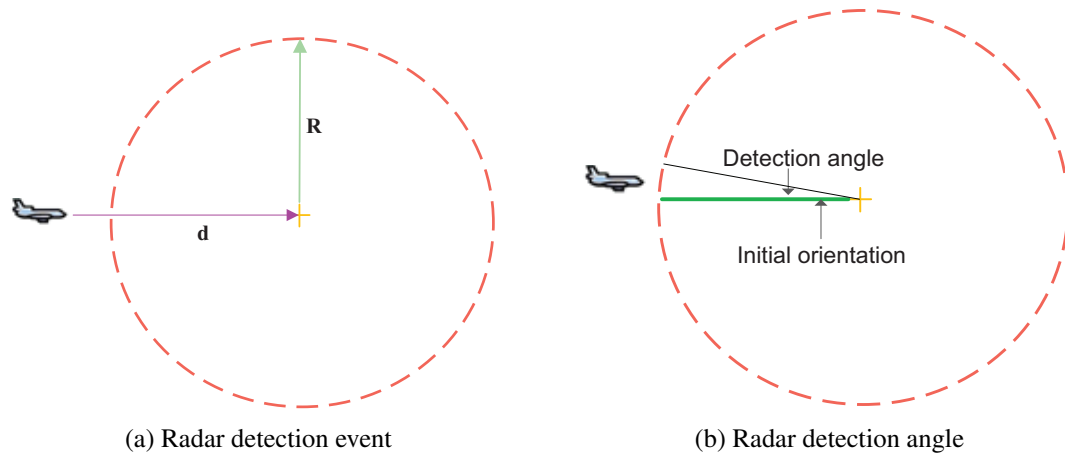 R
d
(a) Radar detection event
Detection angle
Initial orientation
(b) Radar detection angle